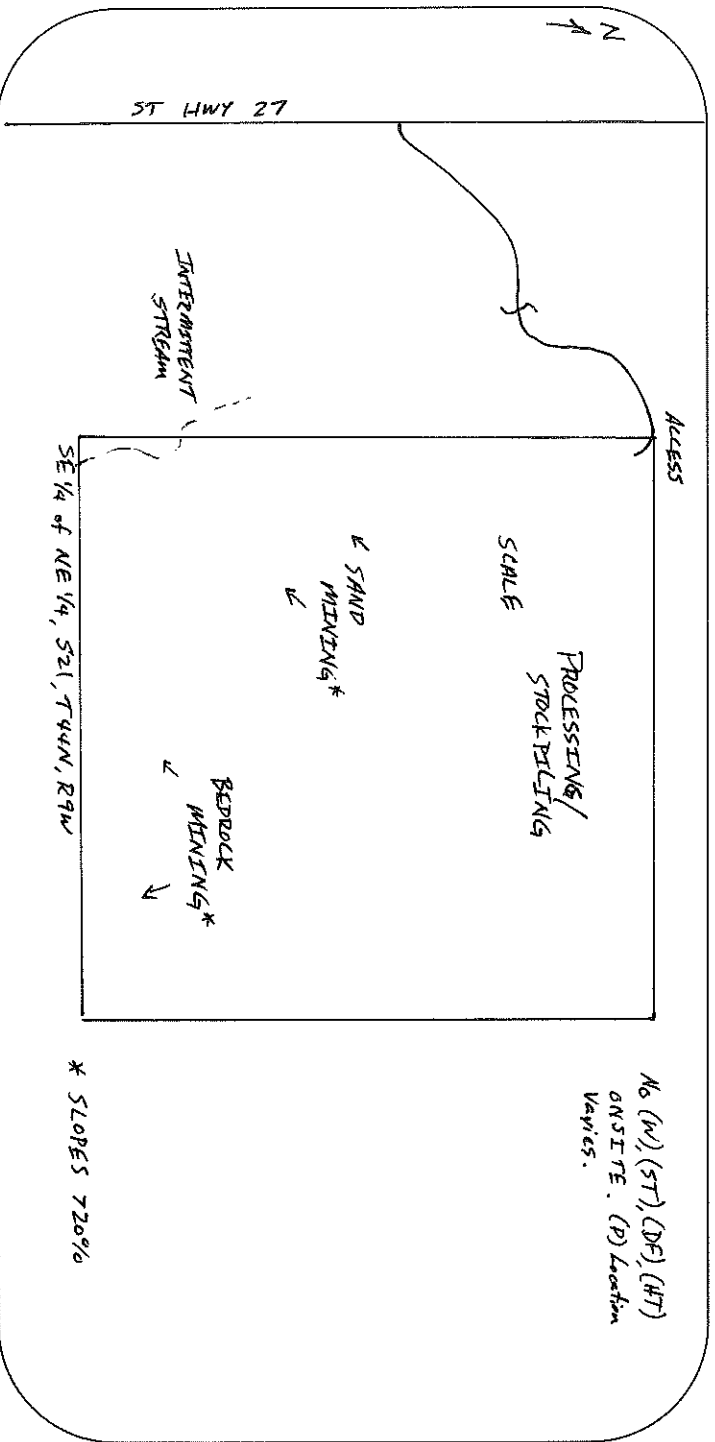 N
ST HWY 27
ACCESS
No (W), (ST), (DF), (HT)
ONSITE. (P) Location
Varies.
PROCESSING/
STOCKPILING
SCALE
SAND
MINING*
BEDROCK
MINING*
INTERMITTENT
STREAM
SE 1/4 of NE 1/4, S21, T44N, R9W
* SLOPES >20%